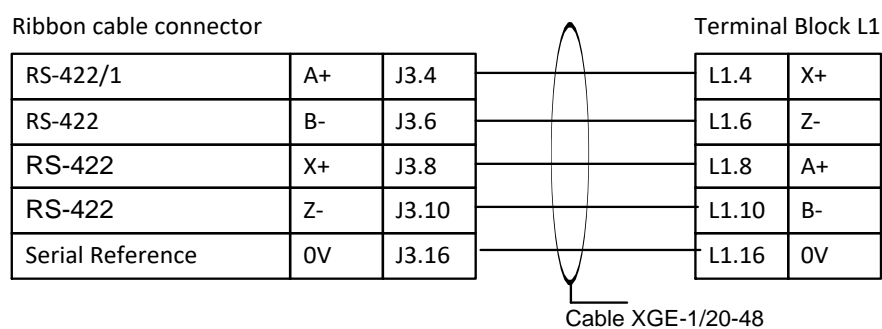 Ribbon cable connector Terminal Block L1
RS-422/1 A+ J3.4 L1.4 X+
RS-422 B- J3.6 L1.6 Z-
RS-422 X+ J3.8 L1.8 A+
RS-422 Z- J3.10 L1.10 B-
Serial Reference 0V J3.16 L1.16 0V
Cable XGE-1/20-48